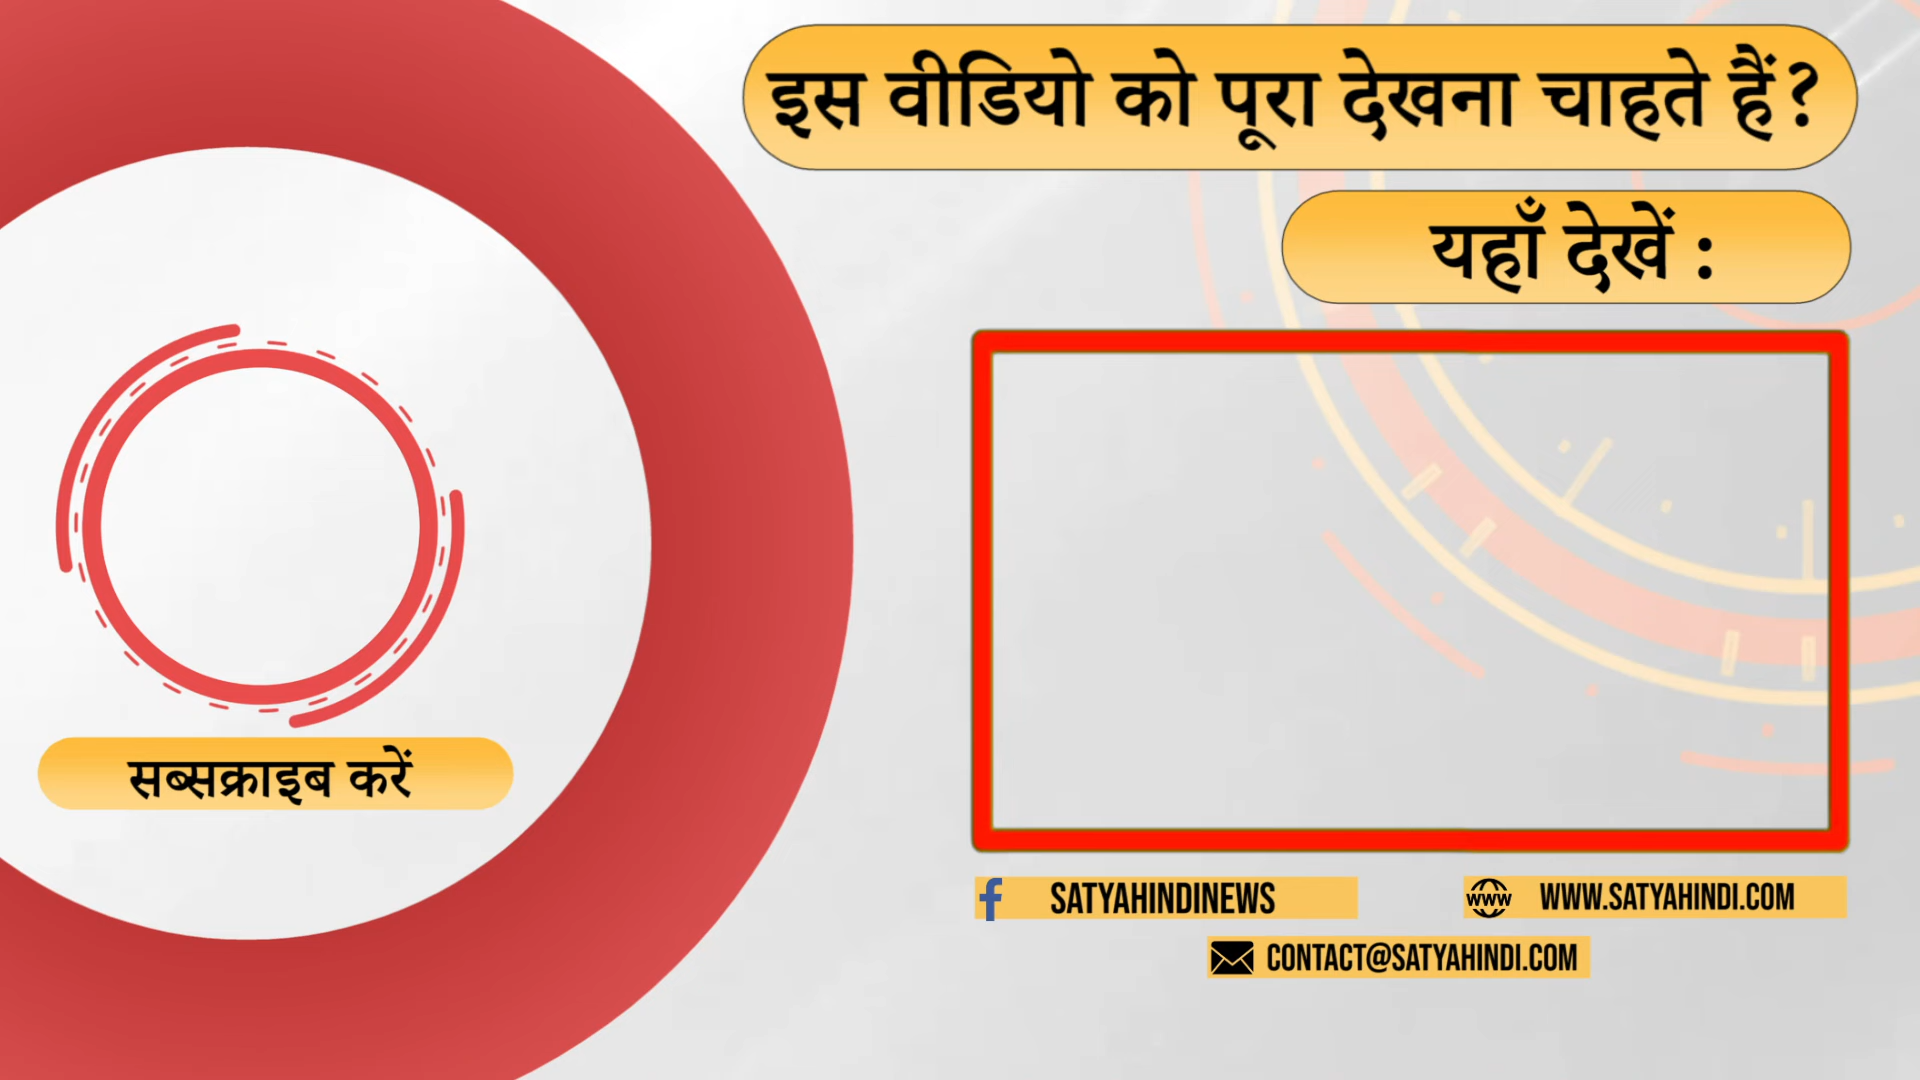 इस वीडियो को पूरा देखना चाहते हैं?
यहाँ देखें :
सब्सक्राइब करें
SATYAHINDINEWS
WWW.SATYAHINDI.COM
CONTACT@SATYAHINDI.COM